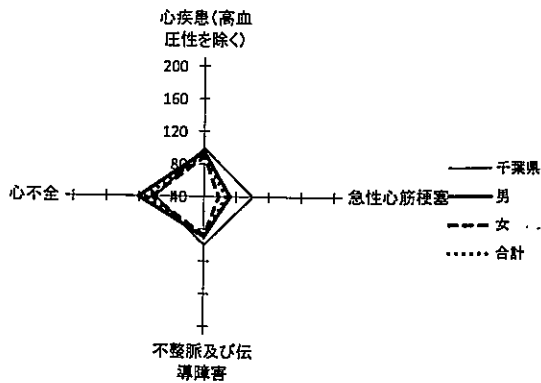 心疾患(高血
圧性を除く)
200
160
120
80
40
心不全
急性心筋梗塞
不整脈及び伝
導障害
千葉県
男
女
合計